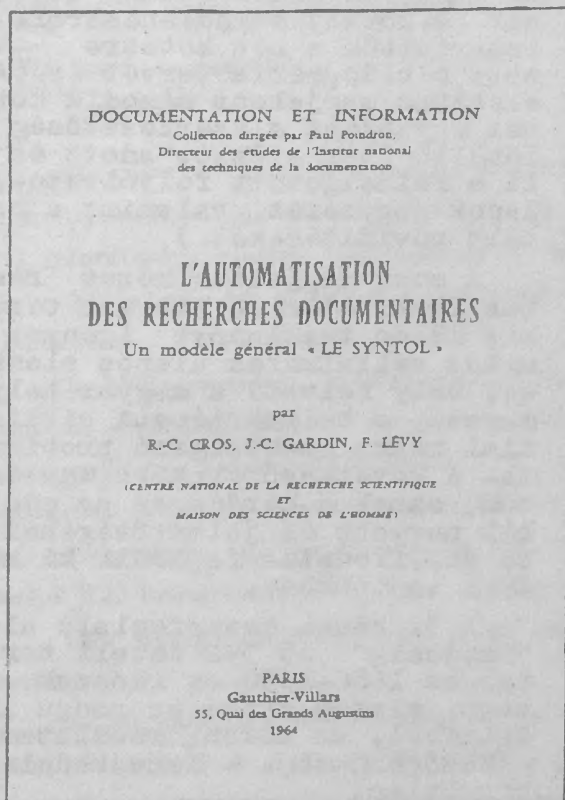 DOCUMENTATION ET INFORMATION
Collection dirigée par Paul Poindron,
Directeur des études de l'Institut national
des techniques de la documentation
L'AUTOMATISATION
DES RECHERCHES DOCUMENTAIRES
Un modèle général « LE SYNTOL »
par
R.-C. CROS, J.-C. GARDIN, F. LÉVY
(CENTRE NATIONAL DE LA RECHERCHE SCIENTIFIQUE
ET
MAISON DES SCIENCES DE L'HOMME)
PARIS
Gauthier-Villars
55, Quai des Grands Augustins
1964